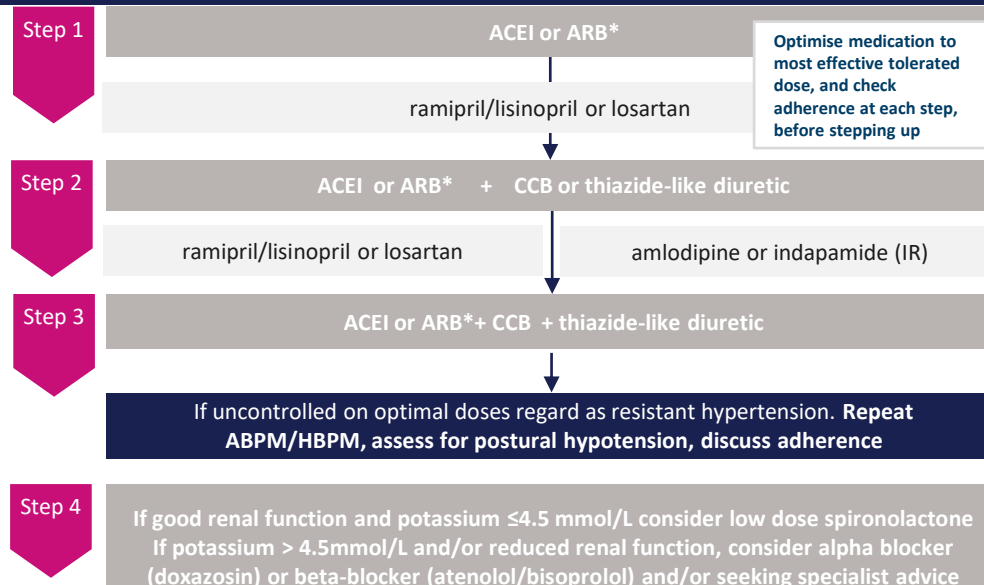 Step 1
ACEI or ARB*
Optimise medication to
most effective tolerated
dose, and check
adherence at each step,
before stepping up
ramipril/lisinopril or losartan
Step 2
ACEI or ARB* + CCB or thiazide-like diuretic
ramipril/lisinopril or losartan
amlodipine or indapamide (IR)
Step 3
ACEI or ARB*+ CCB + thiazide-like diuretic
If uncontrolled on optimal doses regard as resistant hypertension. Repeat
ABPM/HBPM, assess for postural hypotension, discuss adherence
Step 4
If good renal function and potassium ≤4.5 mmol/L consider low dose spironolactone
If potassium > 4.5mmol/L and/or reduced renal function, consider alpha blocker
(doxazosin) or beta-blocker (atenolol/bisoprolol) and/or seeking specialist advice